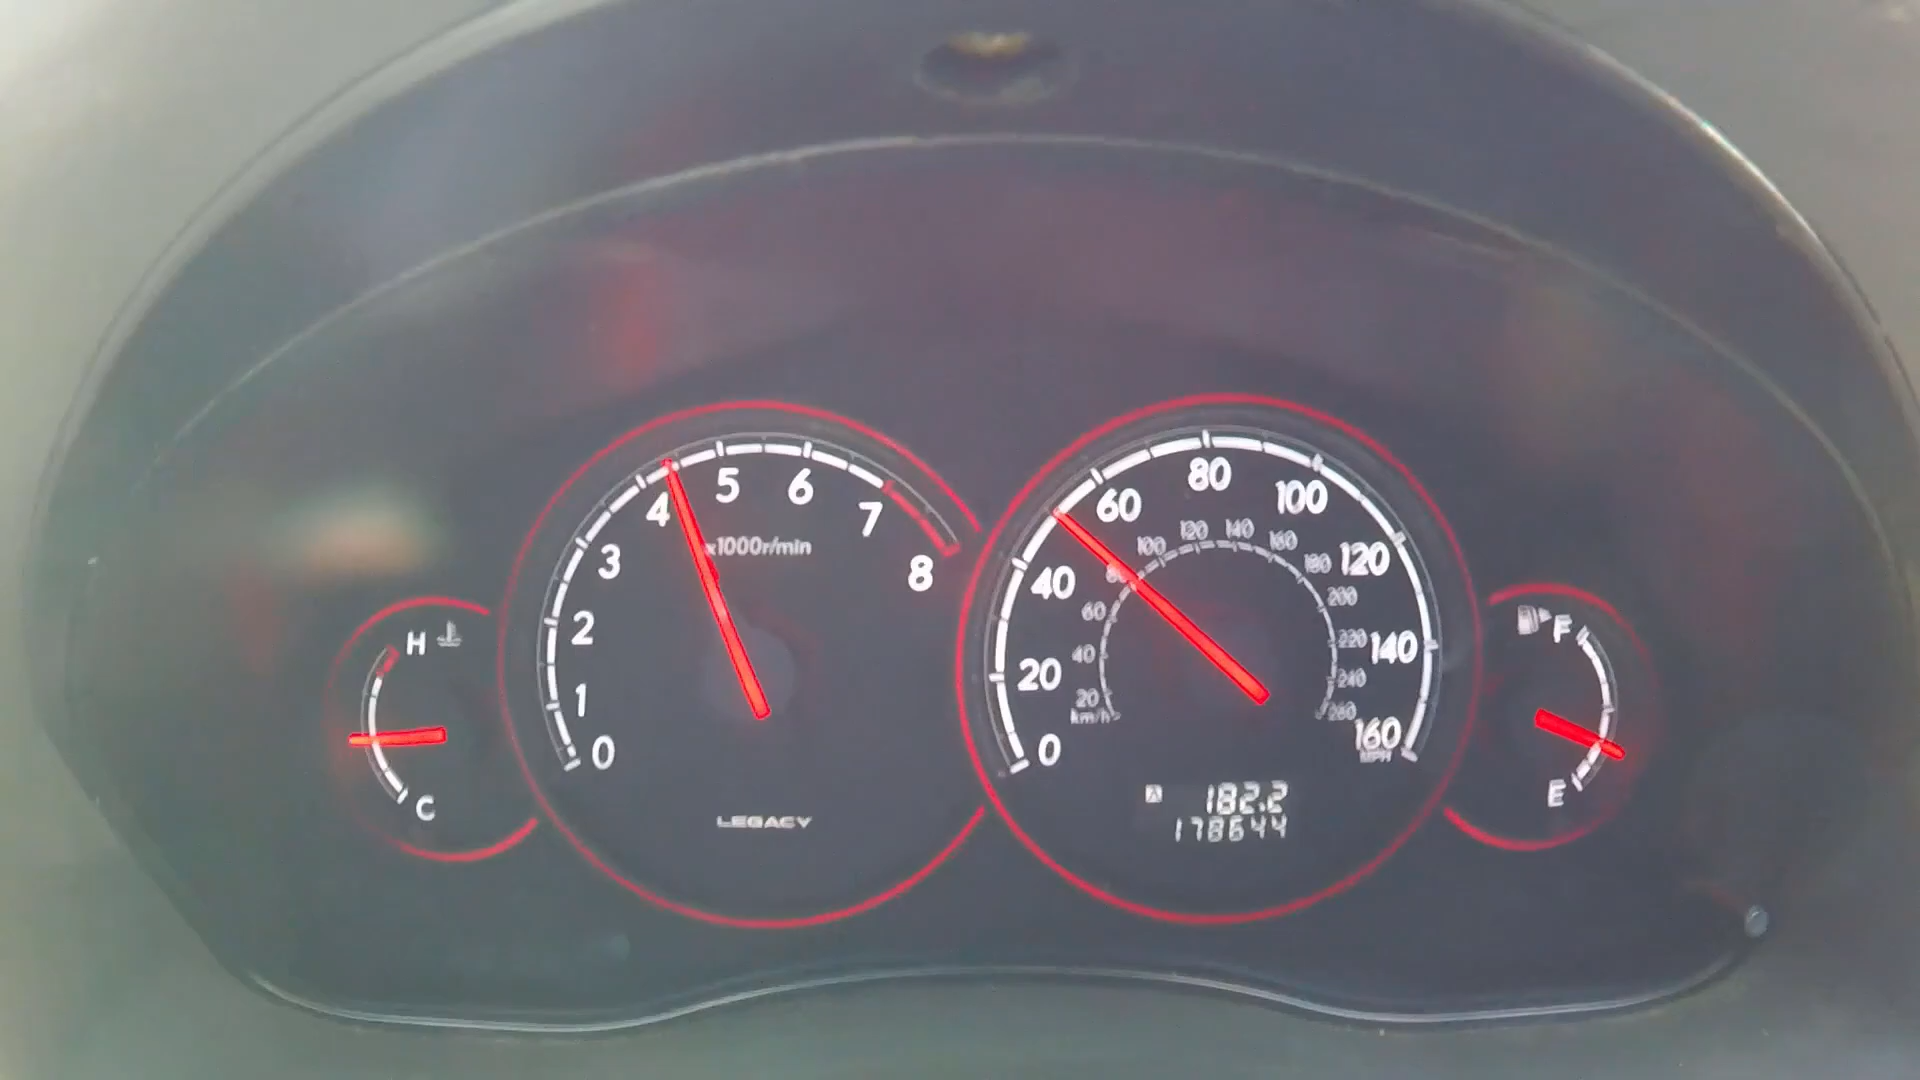 0 1 2 3 4 5 6 7 8
x1000r/min
LEGACY
H
C
0 20 40 60 80 100 120 140 160
MPH
20 40 60 80 100 120 140 160 180 200 220 240 260
km/h
A 182.2
178644
F
E